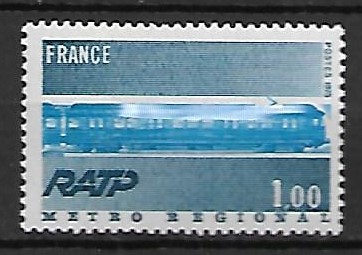 FRANCE
POSTES 1975
RATP
1.00
METRO REGIONAL